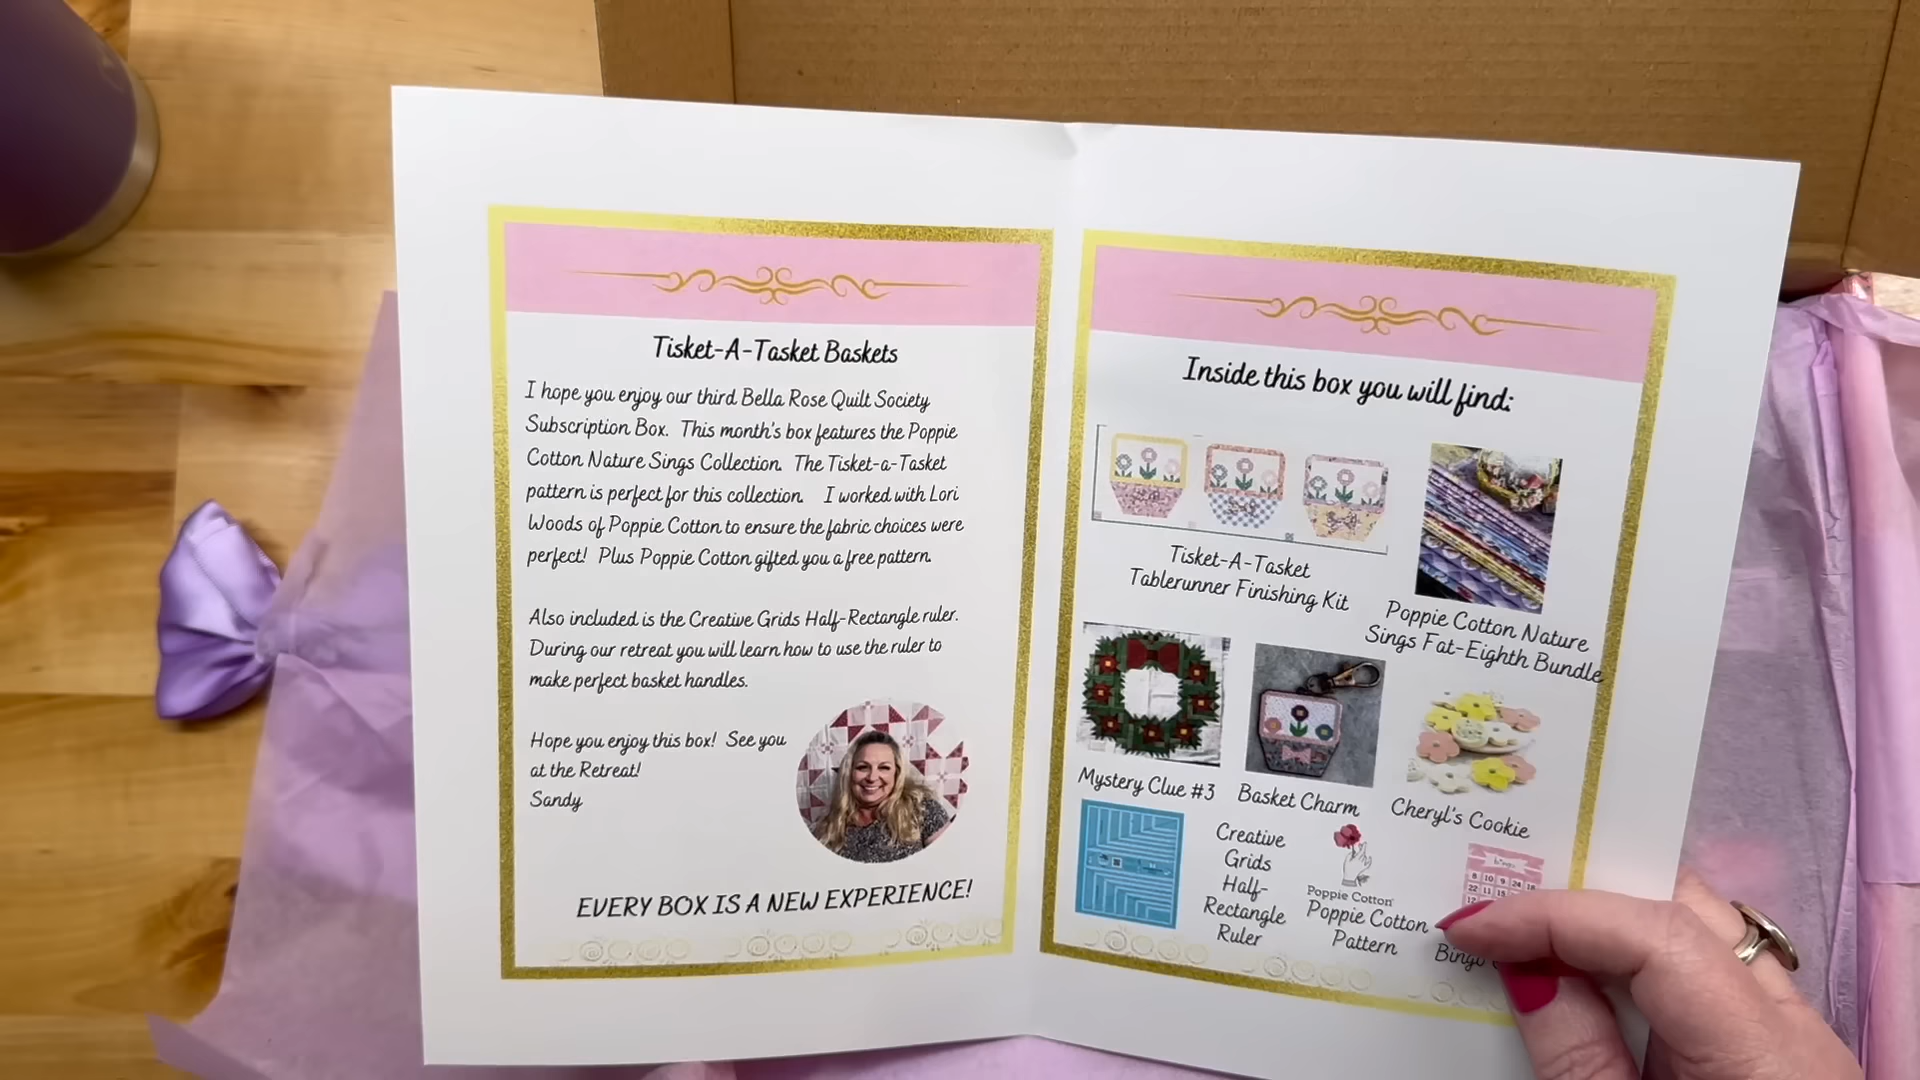 Tisket-A-Tasket Baskets
I hope you enjoy our third Bella Rose Quilt Society
Subscription Box. This month's box features the Poppie
Cotton Nature Sings Collection. The Tisket-a-Tasket
pattern is perfect for this collection. I worked with Lori
Woods of Poppie Cotton to ensure the fabric choices were
perfect! Plus Poppie Cotton gifted you a free pattern.
Also included is the Creative Grids Half-Rectangle ruler.
During our retreat you will learn how to use the ruler to
make perfect basket handles.
Hope you enjoy this box! See you
at the Retreat!
Sandy
EVERY BOX IS A NEW EXPERIENCE!
Inside this box you will find:
Tisket-A-Tasket
Tablerunner Finishing Kit
Poppie Cotton Nature
Sings Fat-Eighth Bundle
Mystery Clue #3
Basket Charm
Cheryl's Cookie
Creative
Grids
Half-
Rectangle
Ruler
Poppie Cotton
Poppie Cotton
Pattern
Bingo